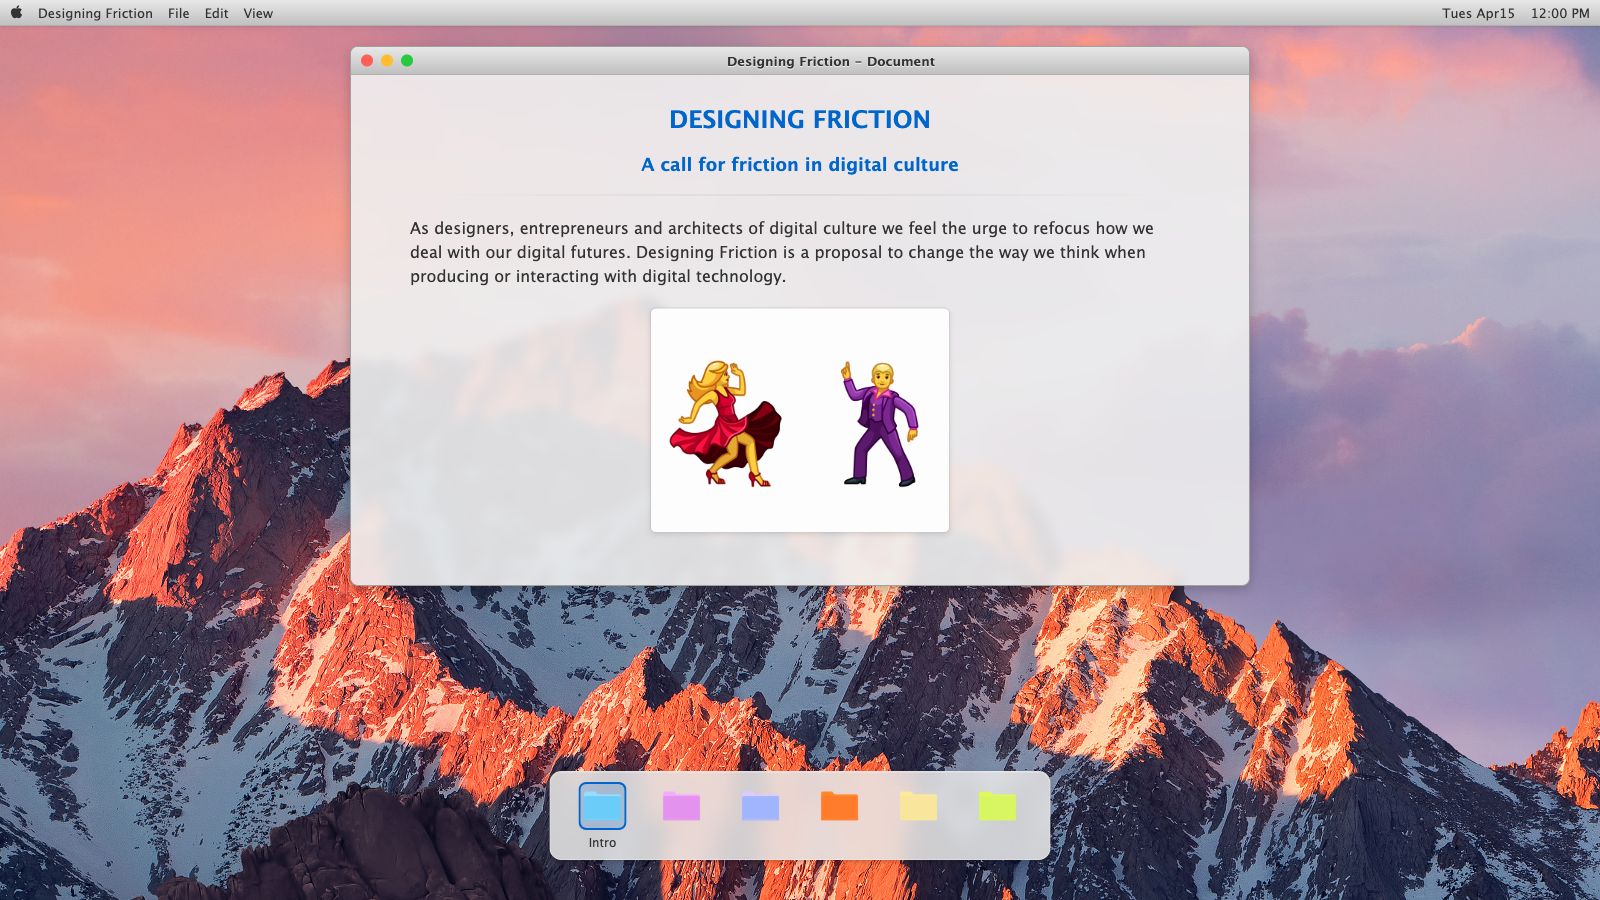 Designing Friction File Edit View Tues Apr15 12:00 PM
Designing Friction – Document
DESIGNING FRICTION
A call for friction in digital culture
As designers, entrepreneurs and architects of digital culture we feel the urge to refocus how we
deal with our digital futures. Designing Friction is a proposal to change the way we think when
producing or interacting with digital technology.
Intro